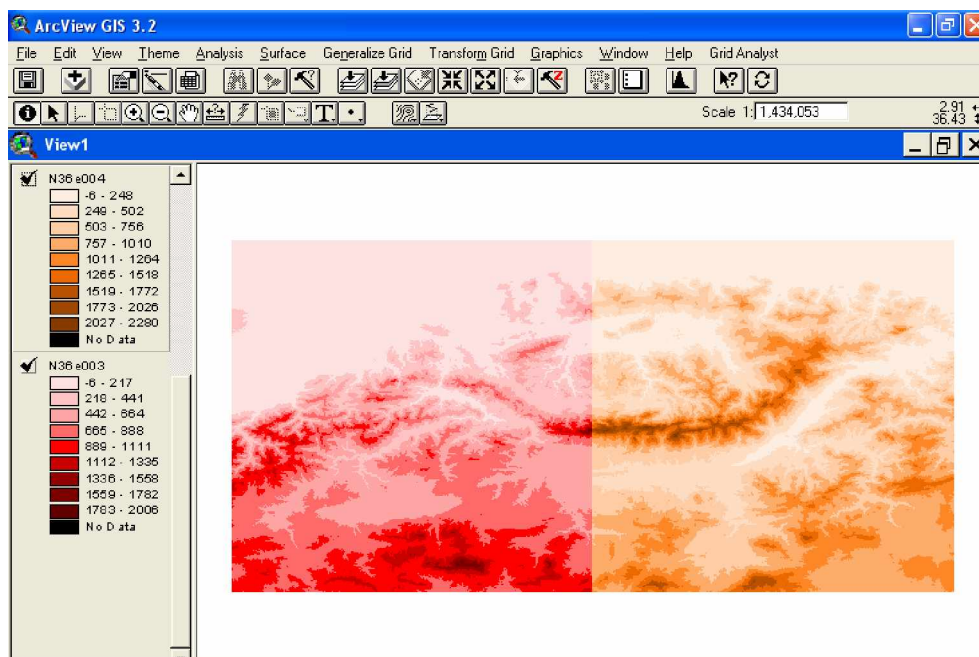 ArcView GIS 3.2
File Edit View Theme Analysis Surface Generalize Grid Transform Grid Graphics Window Help Grid Analyst
Scale 1: 1,434,053
2.91
36.43
View1
N36e004
-6 - 248
249 - 502
503 - 756
757 - 1010
1011 - 1264
1265 - 1518
1519 - 1772
1773 - 2026
2027 - 2280
No Data
N36e003
-6 - 217
218 - 441
442 - 664
665 - 888
889 - 1111
1112 - 1335
1336 - 1558
1559 - 1782
1783 - 2006
No Data